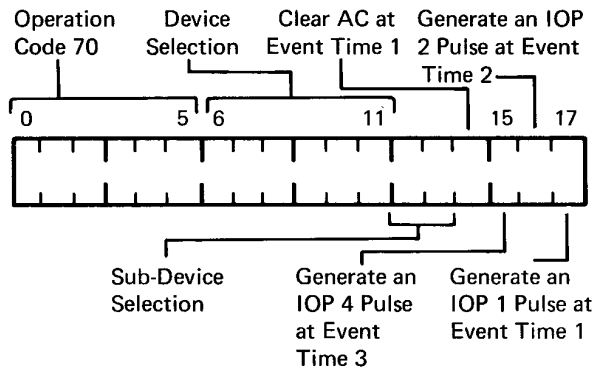 Operation
Code 70
Device
Selection
Clear AC at
Event Time 1
Generate an IOP
2 Pulse at Event
Time 2
0 5 6 11 15 17
Sub-Device
Selection
Generate an
IOP 4 Pulse
at Event
Time 3
Generate an
IOP 1 Pulse at
Event Time 1